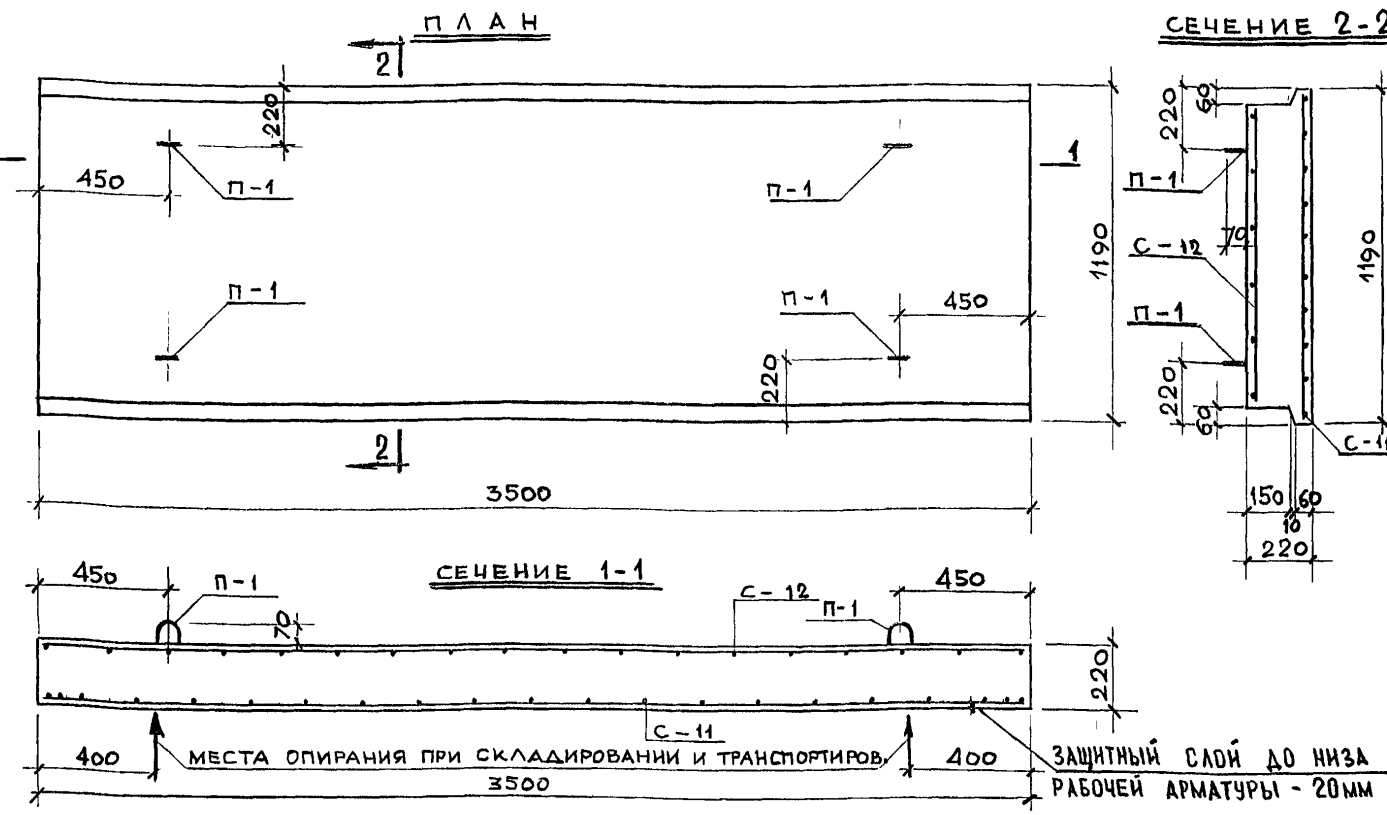 ПЛАН
СЕЧЕНИЕ 2-2
2
220
450
П-1
П-1
1
1190
П-1
П-1
450
220
2
3500
220
60
П-1
70
С-12
1190
П-1
220
60
С-11
150
60
10
220
СЕЧЕНИЕ 1-1
450
П-1
70
С-12
П-1
450
220
С-11
400
МЕСТА ОПИРАНИЯ ПРИ СКЛАДИРОВАНИИ И ТРАНСПОРТИРОВ.
400
3500
ЗАЩИТНЫЙ СЛОЙ ДО НИЗА
РАБОЧЕЙ АРМАТУРЫ - 20ММ